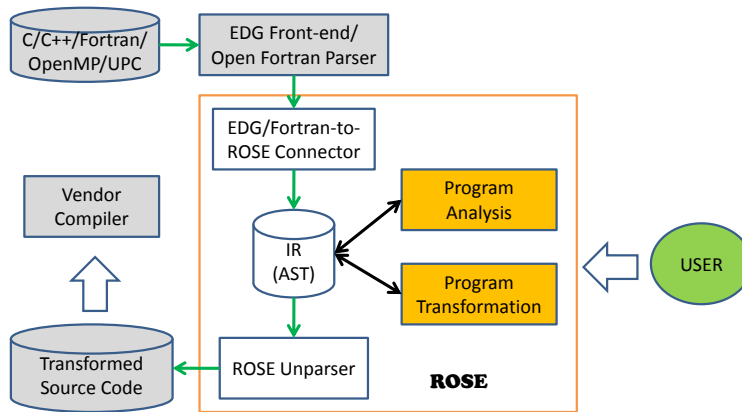 C/C++/Fortran/
OpenMP/UPC
EDG Front-end/
Open Fortran Parser
EDG/Fortran-to-
ROSE Connector
Vendor
Compiler
Program
Analysis
IR
(AST)
USER
Program
Transformation
Transformed
Source Code
ROSE Unparser
ROSE